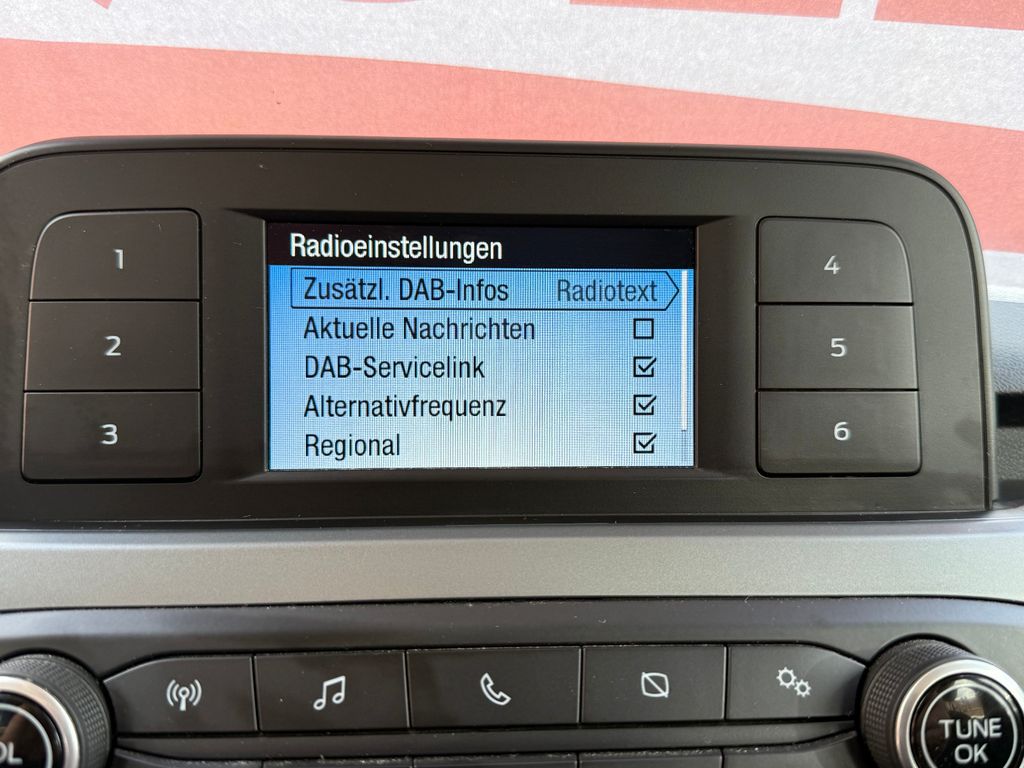 Radioeinstellungen
Zusätzl. DAB-Infos Radiotext
Aktuelle Nachrichten
DAB-Servicelink
Alternativfrequenz
Regional
1
2
3
4
5
6
TUNE
OK